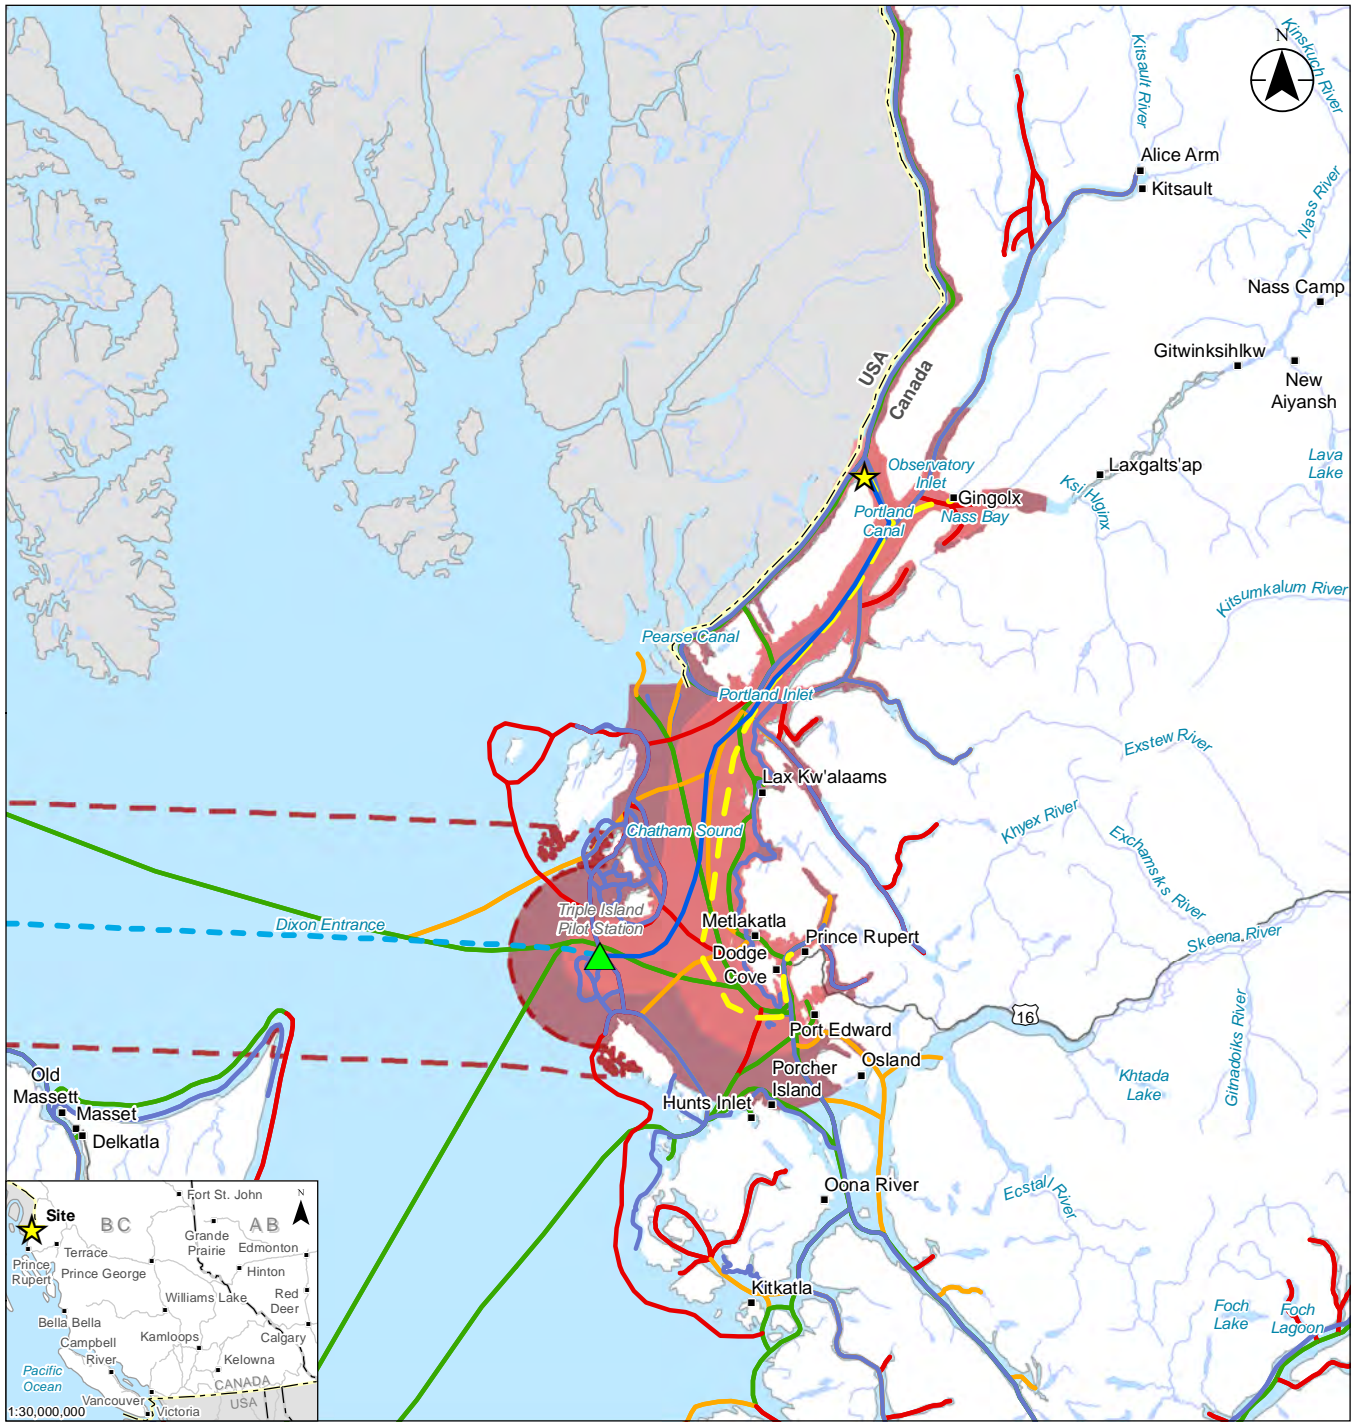 N
Kinskuch River
Kitsault River
Alice Arm
Kitsault
Nass River
Nass Camp
Gitwinksihlkw
New
Aiyansh
USA
Canada
Observatory
Inlet
Laxgalts'ap
Lava
Lake
Ksi Hlginx
Gingolx
Portland
Canal
Nass Bay
Kitsumkalum River
Pearse Canal
Portland Inlet
Exstew River
Lax Kw'alaams
Khyex River
Chatham Sound
Exchamsiks River
Triple Island
Pilot Station
Dixon Entrance
Metlakatla
Prince Rupert
Dodge
Cove
Skeena River
16
Port Edward
Osland
Gitnadoiks River
Khtada
Lake
Porcher
Island
Hunts Inlet
Old
Massett
Masset
Delkatla
Oona River
Ecstall River
Kitkatla
Foch
Lake
Foch
Lagoon
Fort St. John
N
Site
BC
AB
Grande
Prairie
Edmonton
Terrace
Prince
Rupert
Prince George
Hinton
Williams Lake
Red
Deer
Bella Bella
Campbell
River
Kamloops
Calgary
Kelowna
Pacific
Ocean
CANADA
USA
Vancouver
Victoria
1:30,000,000